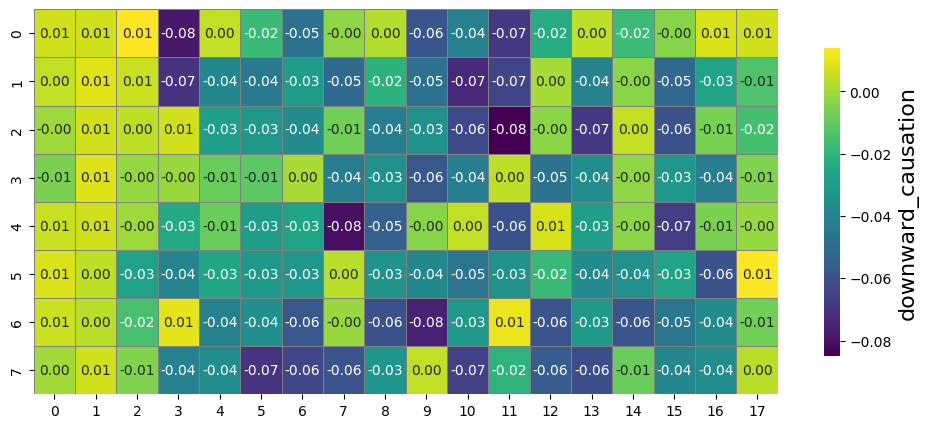 0 0.01 0.01 0.01 -0.08 0.00 -0.02 -0.05 -0.00 0.00 -0.06 -0.04 -0.07 -0.02 0.00 -0.02 -0.00 0.01 0.01
1 0.00 0.01 0.01 -0.07 -0.04 -0.04 -0.03 -0.05 -0.02 -0.05 -0.07 -0.07 0.00 -0.04 -0.00 -0.05 -0.03 -0.01
2 -0.00 0.01 0.00 0.01 -0.03 -0.03 -0.04 -0.01 -0.04 -0.03 -0.06 -0.08 -0.00 -0.07 0.00 -0.06 -0.01 -0.02
3 -0.01 0.01 -0.00 -0.00 -0.01 -0.01 0.00 -0.04 -0.03 -0.06 -0.04 0.00 -0.05 -0.04 -0.00 -0.03 -0.04 -0.01
4 0.01 0.01 -0.00 -0.03 -0.01 -0.03 -0.03 -0.08 -0.05 -0.00 0.00 -0.06 0.01 -0.03 -0.00 -0.07 -0.01 -0.00
5 0.01 0.00 -0.03 -0.04 -0.03 -0.03 -0.03 0.00 -0.03 -0.04 -0.05 -0.03 -0.02 -0.04 -0.04 -0.03 -0.06 0.01
6 0.01 0.00 -0.02 0.01 -0.04 -0.04 -0.06 -0.00 -0.06 -0.08 -0.03 0.01 -0.06 -0.03 -0.06 -0.05 -0.04 -0.01
7 0.00 0.01 -0.01 -0.04 -0.04 -0.07 -0.06 -0.06 -0.03 0.00 -0.07 -0.02 -0.06 -0.06 -0.01 -0.04 -0.04 0.00
0 1 2 3 4 5 6 7 8 9 10 11 12 13 14 15 16 17
0.00
−0.02
−0.04
−0.06
−0.08
downward_causation